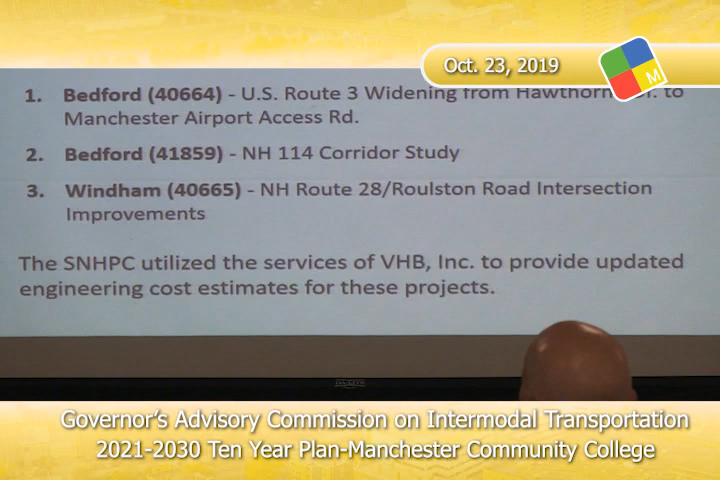 Oct. 23, 2019
M
1. Bedford (40664) - U.S. Route 3 Widening from to
Manchester Airport Access Rd.
2. Bedford (41859) - NH 114 Corridor Study
3. Windham (40665) - NH Route 28/Roulston Road Intersection
Improvements
The SNHPC utilized the services of VHB, Inc. to provide updated
engineering cost estimates for these projects.
Governor's Advisory Commission on Intermodal Transportation
2021-2030 Ten Year Plan-Manchester Community College